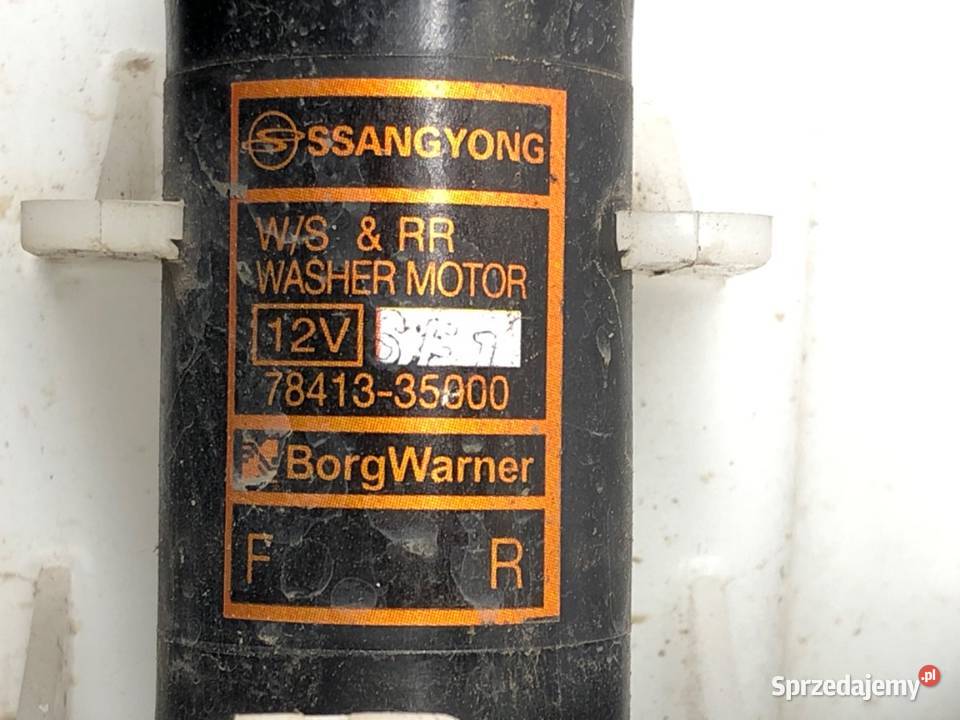 SSANGYONG
W/S & RR
WASHER MOTOR
12V
78413-35000
BorgWarner
F R
Sprzedajemy.pl